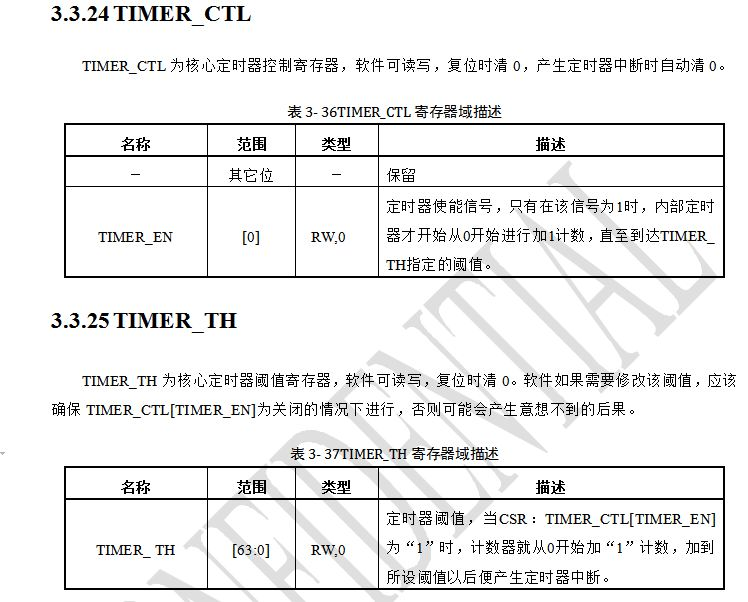 3.3.24 TIMER_CTL
TIMER_CTL 为核心定时器控制寄存器，软件可读写，复位时清 0，产生定时器中断时自动清 0。
表 3- 36TIMER_CTL 寄存器域描述
名称 范围 类型 描述
— 其它位 — 保留
定时器使能信号，只有在该信号为1时，内部定时
TIMER_EN [0] RW,0 器才开始从0开始进行加1计数，直至到达TIMER_
TH指定的阈值。
3.3.25 TIMER_TH
TIMER_TH 为核心定时器阈值寄存器，软件可读写，复位时清 0。软件如果需要修改该阈值，应该
确保 TIMER_CTL[TIMER_EN]为关闭的情况下进行，否则可能会产生意想不到的后果。
表 3- 37TIMER_TH 寄存器域描述
名称 范围 类型 描述
定时器阈值，当CSR：TIMER_CTL[TIMER_EN]
TIMER_ TH [63:0] RW,0 为“1”时，计数器就从0开始加“1”计数，加到
所设阈值以后便产生定时器中断。
CONFIDENTIAL